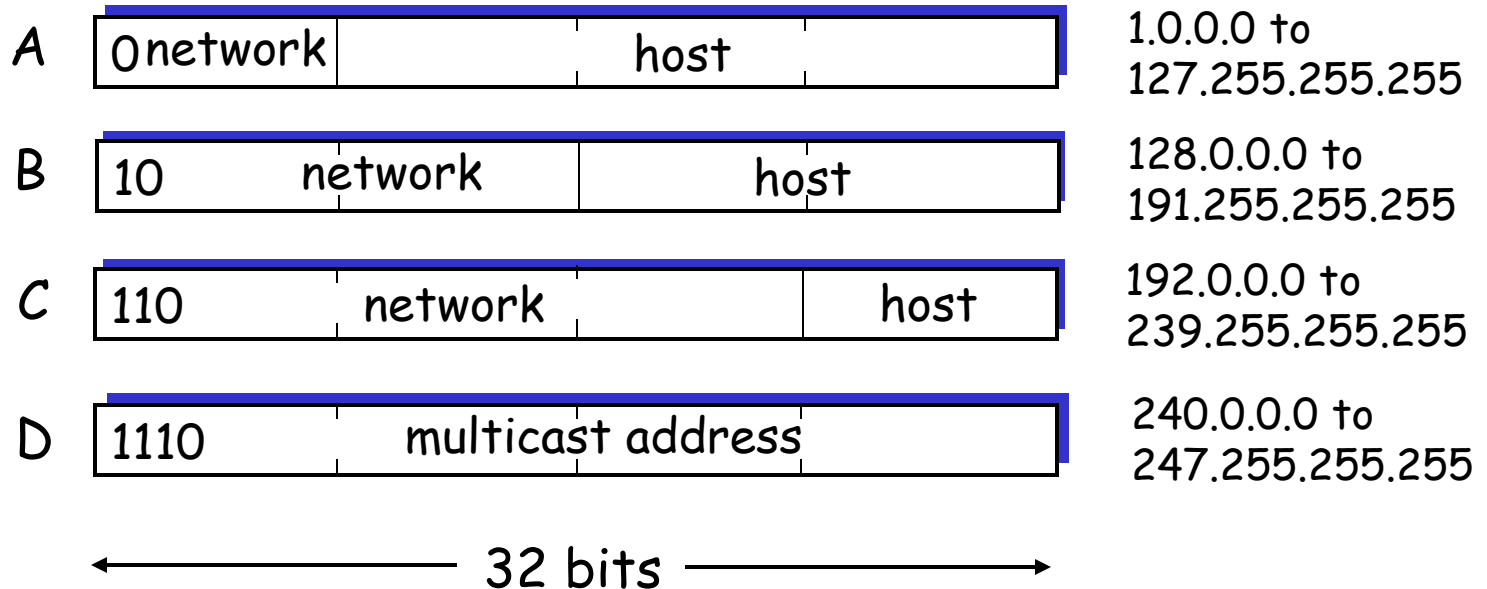 A 0 network host 1.0.0.0 to
127.255.255.255
B 10 network host 128.0.0.0 to
191.255.255.255
C 110 network host 192.0.0.0 to
239.255.255.255
D 1110 multicast address 240.0.0.0 to
247.255.255.255
32 bits